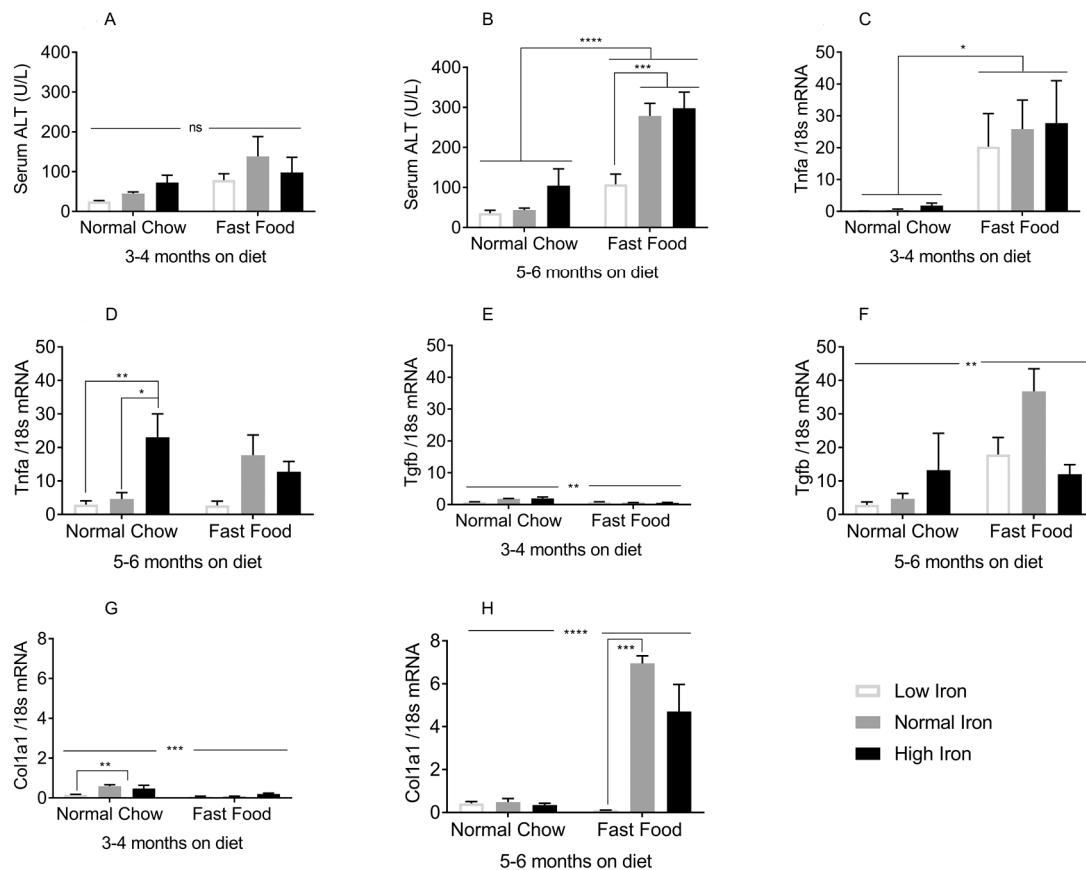 A
Serum ALT (U/L)
400
300
200
100
0
ns
Normal Chow Fast Food
3-4 months on diet
B
Serum ALT (U/L)
400
300
200
100
0
****
***
Normal Chow Fast Food
5-6 months on diet
C
Tnfa /18s mRNA
50
40
30
20
10
0
*
Normal Chow Fast Food
3-4 months on diet
D
Tnfa /18s mRNA
50
40
30
20
10
0
**
*
Normal Chow Fast Food
5-6 months on diet
E
Tgfb /18s mRNA
50
40
30
20
10
0
**
Normal Chow Fast Food
3-4 months on diet
F
Tgfb /18s mRNA
50
40
30
20
10
0
**
Normal Chow Fast Food
5-6 months on diet
G
Col1a1 /18s mRNA
8
6
4
2
0
***
**
Normal Chow Fast Food
3-4 months on diet
H
Col1a1 /18s mRNA
8
6
4
2
0
****
***
Normal Chow Fast Food
5-6 months on diet
Low Iron
Normal Iron
High Iron